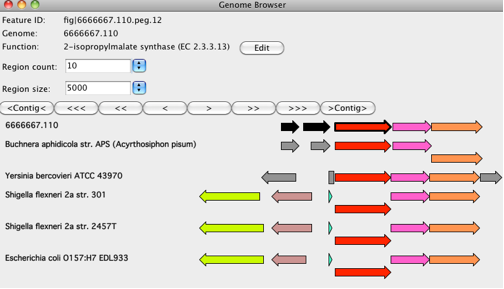 Genome Browser
Feature ID: fig|6666667.110.peg.12
Genome: 6666667.110
Function: 2-isopropylmalate synthase (EC 2.3.3.13) Edit
Region count: 10
Region size: 5000
<Contig< <<< << < > >> >>> >Contig>
6666667.110
Buchnera aphidicola str. APS (Acyrthosiphon pisum)
Yersinia bercovieri ATCC 43970
Shigella flexneri 2a str. 301
Shigella flexneri 2a str. 2457T
Escherichia coli O157:H7 EDL933